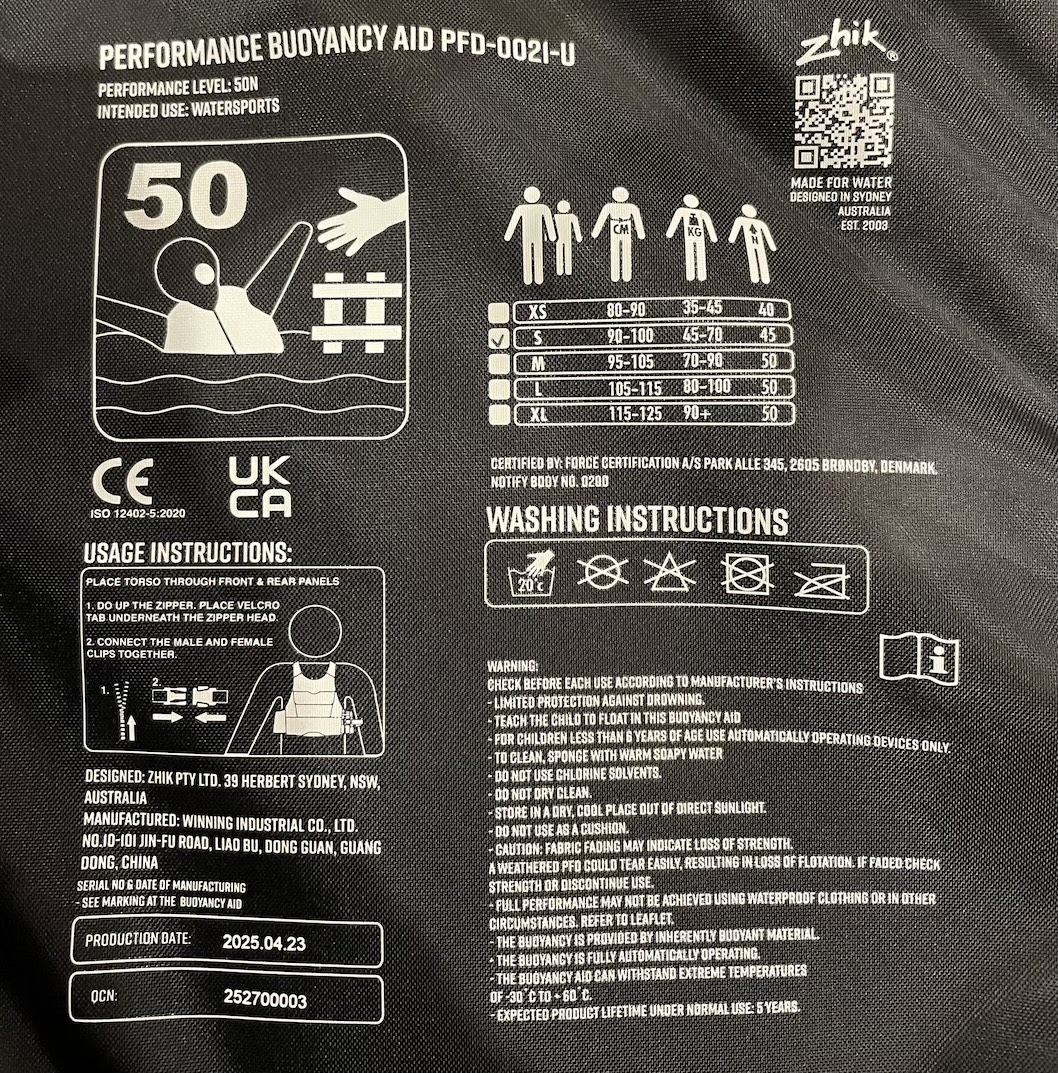 PERFORMANCE BUOYANCY AID PFD-0021-U
PERFORMANCE LEVEL: 50N
INTENDED USE: WATERSPORTS
zhik®
MADE FOR WATER
DESIGNED IN SYDNEY
AUSTRALIA
EST. 2003
50
CM KG N
XS 80-90 35-45 40
S 90-100 45-70 45
M 95-105 70-90 50
L 105-115 80-100 50
XL 115-125 90+ 50
CE
ISO 12402-5:2020
UK
CA
CERTIFIED BY: FORCE CERTIFICATION A/S PARK ALLE 345, 2605 BRØNDBY, DENMARK.
NOTIFY BODY NO. 0200
USAGE INSTRUCTIONS:
PLACE TORSO THROUGH FRONT & REAR PANELS
1. DO UP THE ZIPPER. PLACE VELCRO
TAB UNDERNEATH THE ZIPPER HEAD.
2. CONNECT THE MALE AND FEMALE
CLIPS TOGETHER.
1.
2.
DESIGNED: ZHIK PTY LTD. 39 HERBERT SYDNEY, NSW,
AUSTRALIA
MANUFACTURED: WINNING INDUSTRIAL CO., LTD.
NO.10-101 JIN-FU ROAD, LIAO BU, DONG GUAN, GUANG
DONG, CHINA
SERIAL NO & DATE OF MANUFACTURING
- SEE MARKING AT THE BUOYANCY AID
PRODUCTION DATE: 2025.04.23
QCN: 252700003
WASHING INSTRUCTIONS
20°c
i
WARNING:
CHECK BEFORE EACH USE ACCORDING TO MANUFACTURER'S INSTRUCTIONS
- LIMITED PROTECTION AGAINST DROWNING.
- TEACH THE CHILD TO FLOAT IN THIS BUOYANCY AID
- FOR CHILDREN LESS THAN 6 YEARS OF AGE USE AUTOMATICALLY OPERATING DEVICES ONLY.
- TO CLEAN, SPONGE WITH WARM SOAPY WATER
- DO NOT USE CHLORINE SOLVENTS.
- DO NOT DRY CLEAN.
- STORE IN A DRY, COOL PLACE OUT OF DIRECT SUNLIGHT.
- DO NOT USE AS A CUSHION.
- CAUTION: FABRIC FADING MAY INDICATE LOSS OF STRENGTH.
A WEATHERED PFD COULD TEAR EASILY, RESULTING IN LOSS OF FLOTATION. IF FADED CHECK
STRENGTH OR DISCONTINUE USE.
- FULL PERFORMANCE MAY NOT BE ACHIEVED USING WATERPROOF CLOTHING OR IN OTHER
CIRCUMSTANCES. REFER TO LEAFLET.
- THE BUOYANCY IS PROVIDED BY INHERENTLY BUOYANT MATERIAL.
- THE BUOYANCY IS FULLY AUTOMATICALLY OPERATING.
- THE BUOYANCY AID CAN WITHSTAND EXTREME TEMPERATURES
OF -30°C TO + 60°C.
- EXPECTED PRODUCT LIFETIME UNDER NORMAL USE: 5 YEARS.